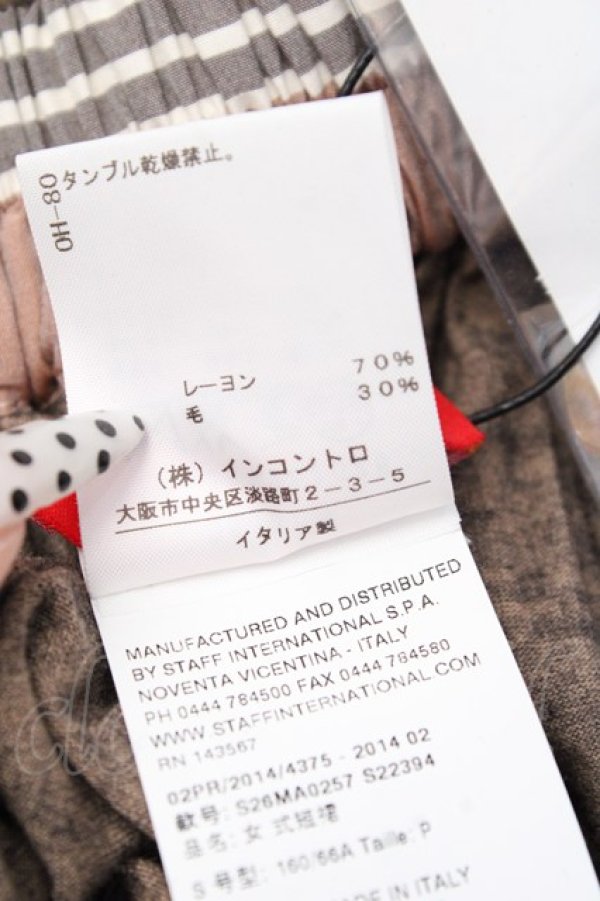 タンブル乾燥禁止。
OH-80
レーヨン 70%
毛 30%
(株)インコントロ
大阪市中央区淡路町2-3-5
イタリア製
MANUFACTURED AND DISTRIBUTED
BY STAFF INTERNATIONAL S.P.A.
NOVENTA VICENTINA - ITALY
PH 0444 784500 FAX 0444 784580
WWW.STAFFINTERNATIONAL.COM
RN 143567
02PR/2014/4375 - 2014 02
款号: S26MA0257 S22394
品名: 女式短裙
S 号型: 160/66A Taille: P
MADE IN ITALY